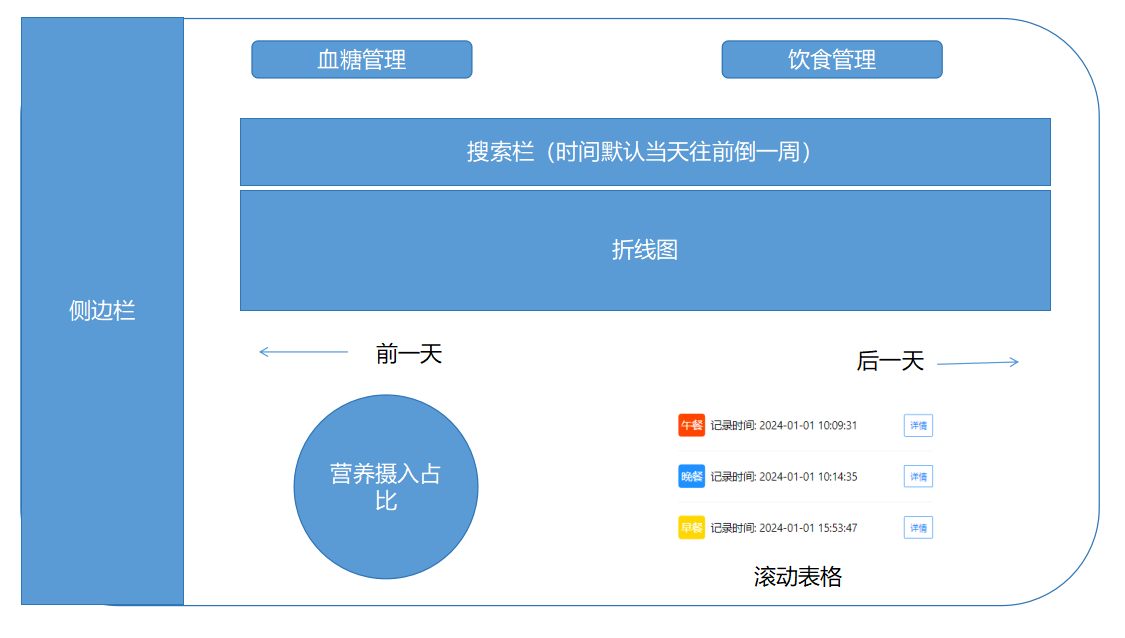 血糖管理
饮食管理
搜索栏（时间默认当天往前倒一周）
折线图
侧边栏
前一天
后一天
营养摄入占
比
午餐 记录时间: 2024-01-01 10:09:31 详情
晚餐 记录时间: 2024-01-01 10:14:35 详情
早餐 记录时间: 2024-01-01 15:53:47 详情
滚动表格